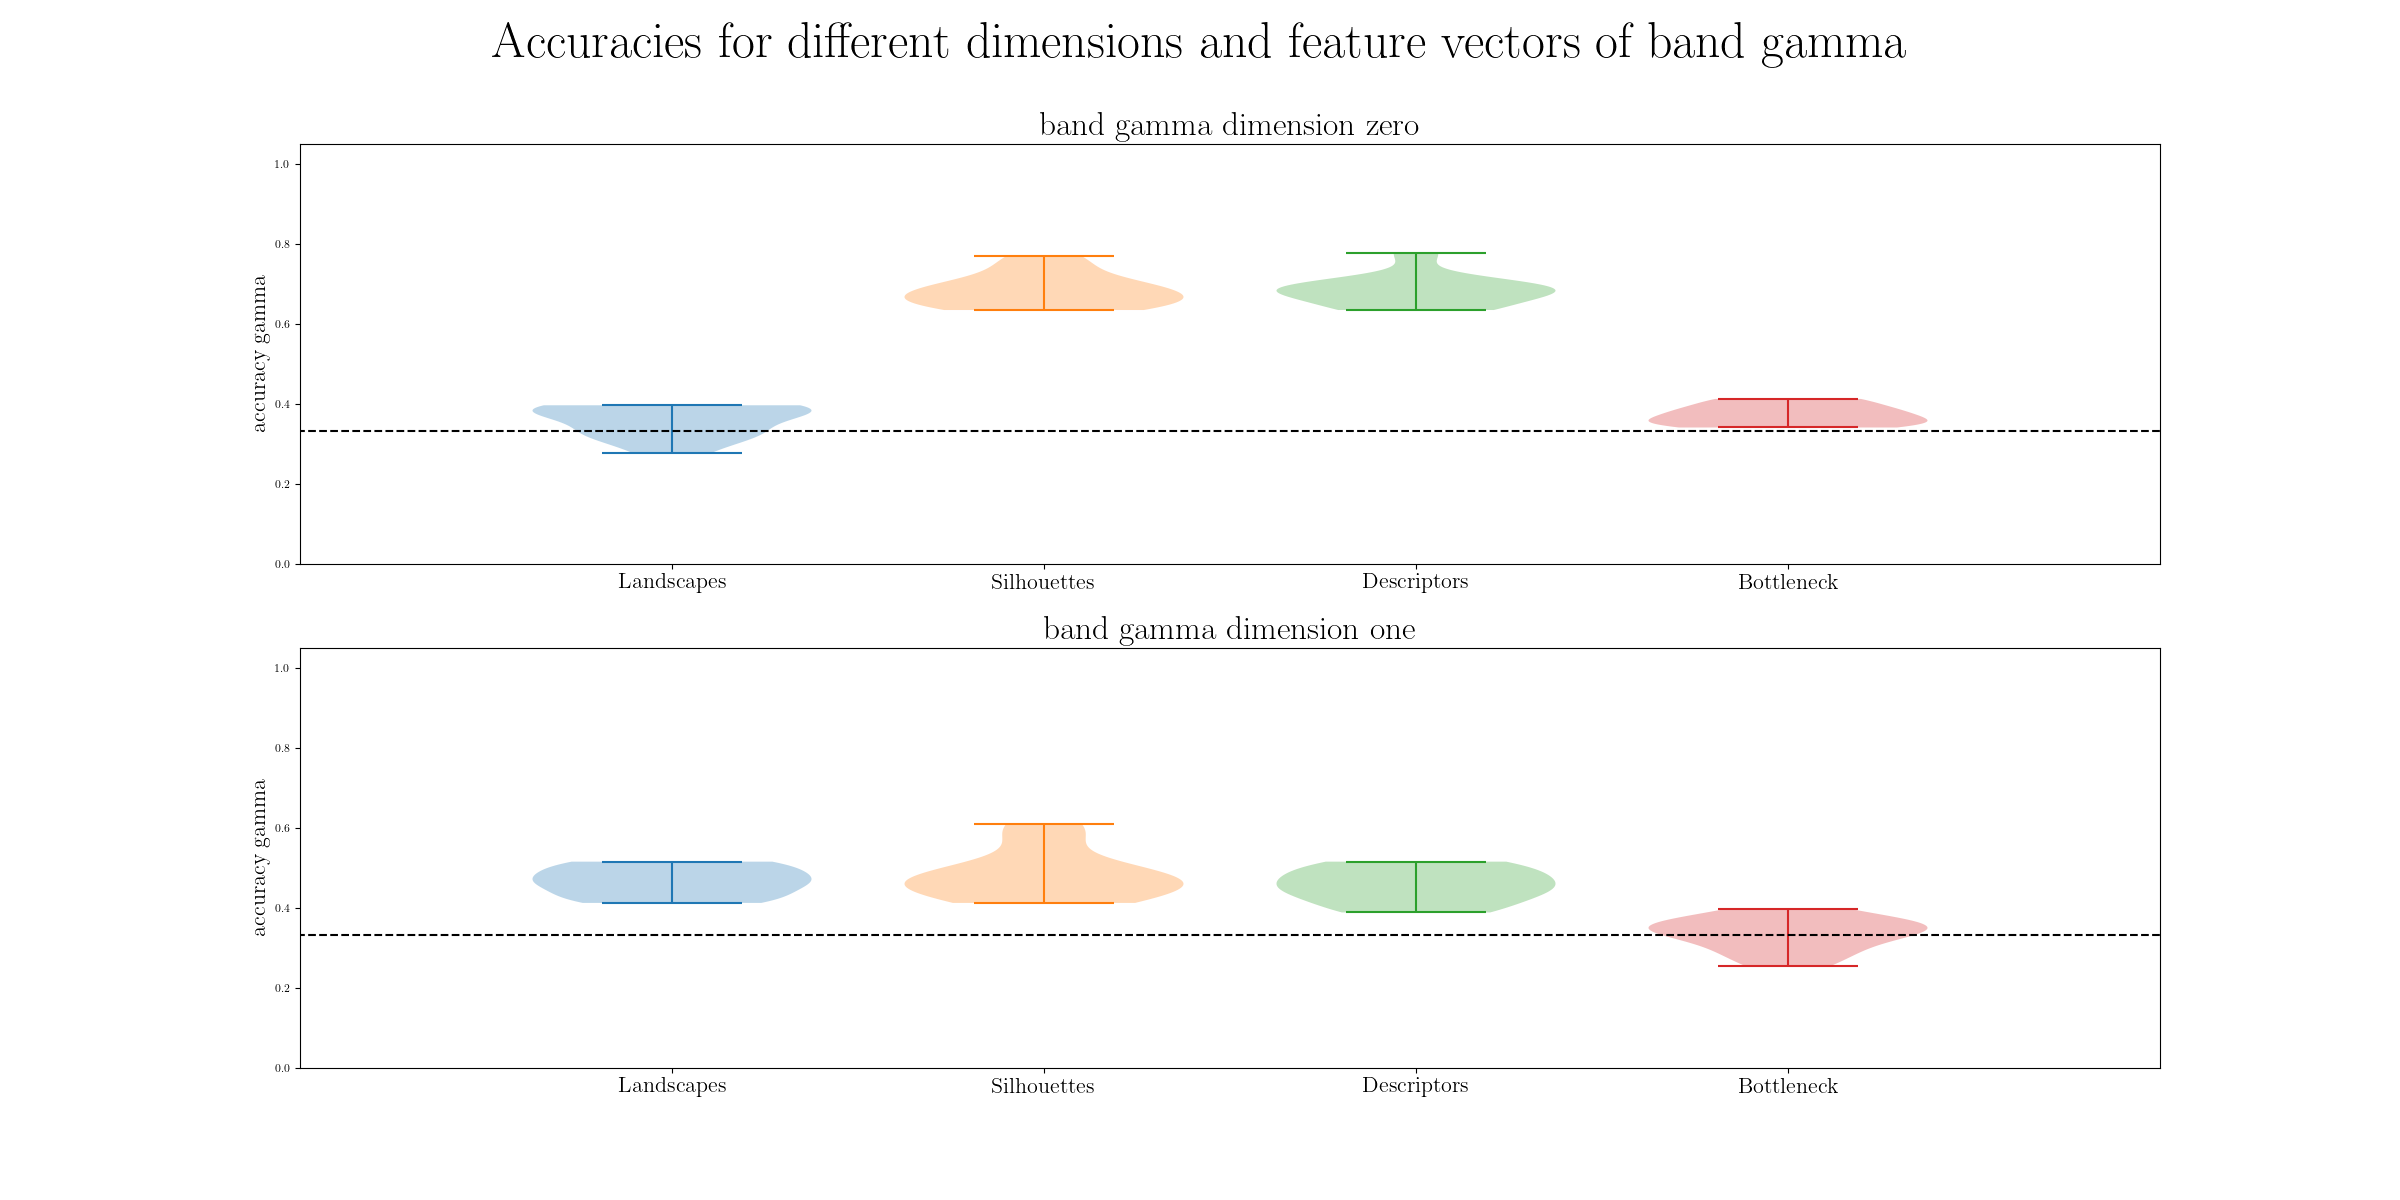 Accuracies for different dimensions and feature vectors of band gamma
band gamma dimension zero
accuracy gamma
1.0
0.8
0.6
0.4
0.2
0.0
Landscapes Silhouettes Descriptors Bottleneck
band gamma dimension one
accuracy gamma
1.0
0.8
0.6
0.4
0.2
0.0
Landscapes Silhouettes Descriptors Bottleneck